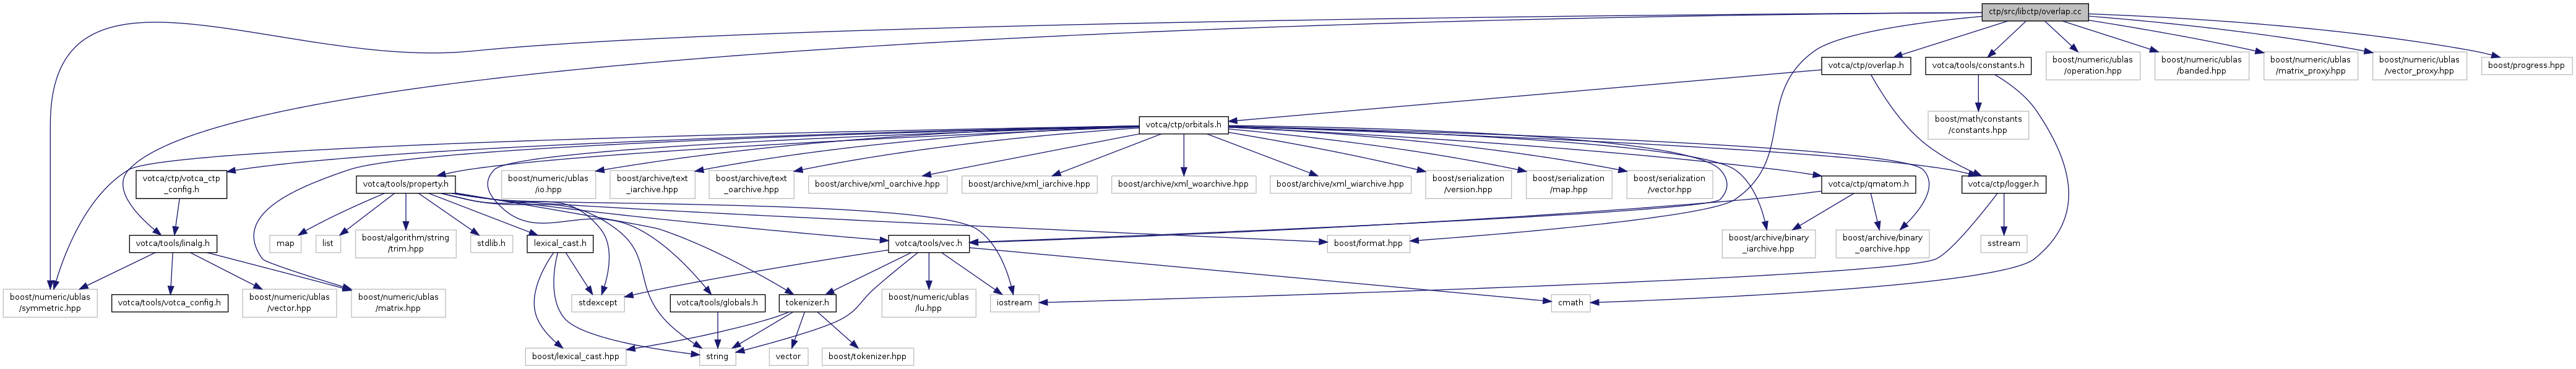 ctp/src/libctp/overlap.cc
votca/ctp/overlap.h
votca/tools/constants.h
boost/numeric/ublas
/operation.hpp
boost/numeric/ublas
/banded.hpp
boost/numeric/ublas
/matrix_proxy.hpp
boost/numeric/ublas
/vector_proxy.hpp
boost/progress.hpp
votca/ctp/orbitals.h
boost/math/constants
/constants.hpp
votca/ctp/votca_ctp
_config.h
votca/tools/property.h
boost/numeric/ublas
/io.hpp
boost/archive/text
_iarchive.hpp
boost/archive/text
_oarchive.hpp
boost/archive/xml_oarchive.hpp
boost/archive/xml_iarchive.hpp
boost/archive/xml_woarchive.hpp
boost/archive/xml_wiarchive.hpp
boost/serialization
/version.hpp
boost/serialization
/map.hpp
boost/serialization
/vector.hpp
votca/ctp/qmatom.h
votca/ctp/logger.h
votca/tools/linalg.h
map
list
boost/algorithm/string
/trim.hpp
stdlib.h
lexical_cast.h
votca/tools/vec.h
boost/format.hpp
boost/archive/binary
_iarchive.hpp
boost/archive/binary
_oarchive.hpp
sstream
boost/numeric/ublas
/symmetric.hpp
votca/tools/votca_config.h
boost/numeric/ublas
/vector.hpp
boost/numeric/ublas
/matrix.hpp
stdexcept
votca/tools/globals.h
tokenizer.h
boost/numeric/ublas
/lu.hpp
iostream
cmath
boost/lexical_cast.hpp
string
vector
boost/tokenizer.hpp